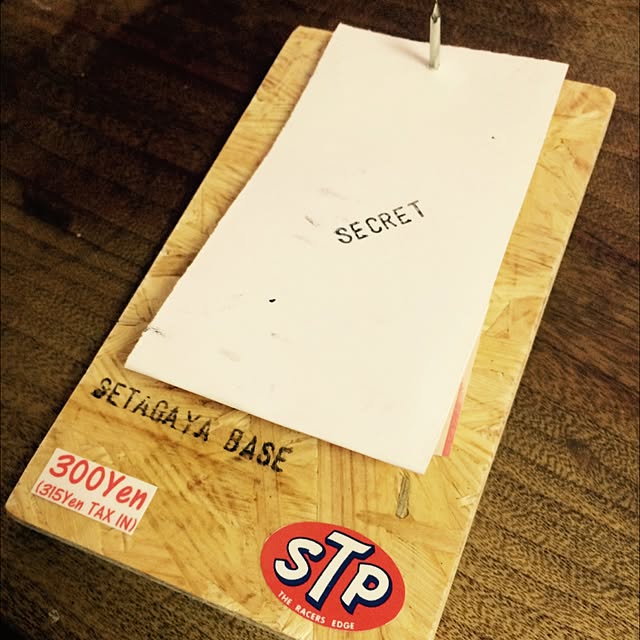 SECRET
SETAGAYA BASE
300Yen
(315Yen TAX IN)
STP
THE RACERS EDGE